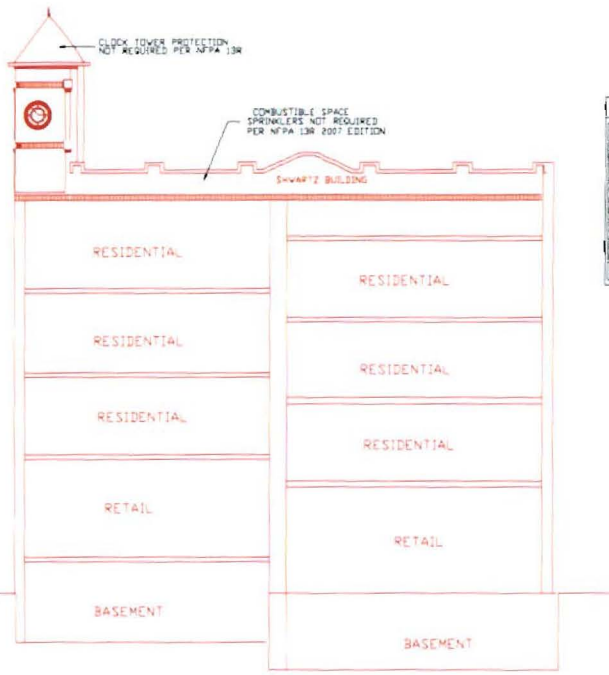 CLOCK TOWER PROTECTION
NOT REQUIRED PER NFPA 13R
COMBUSTIBLE SPACE
SPRINKLERS NOT REQUIRED
PER NFPA 13R 2007 EDITION
SHWARTZ BUILDING
RESIDENTIAL
RESIDENTIAL
RESIDENTIAL
RESIDENTIAL
RESIDENTIAL
RESIDENTIAL
RETAIL
RETAIL
BASEMENT
BASEMENT